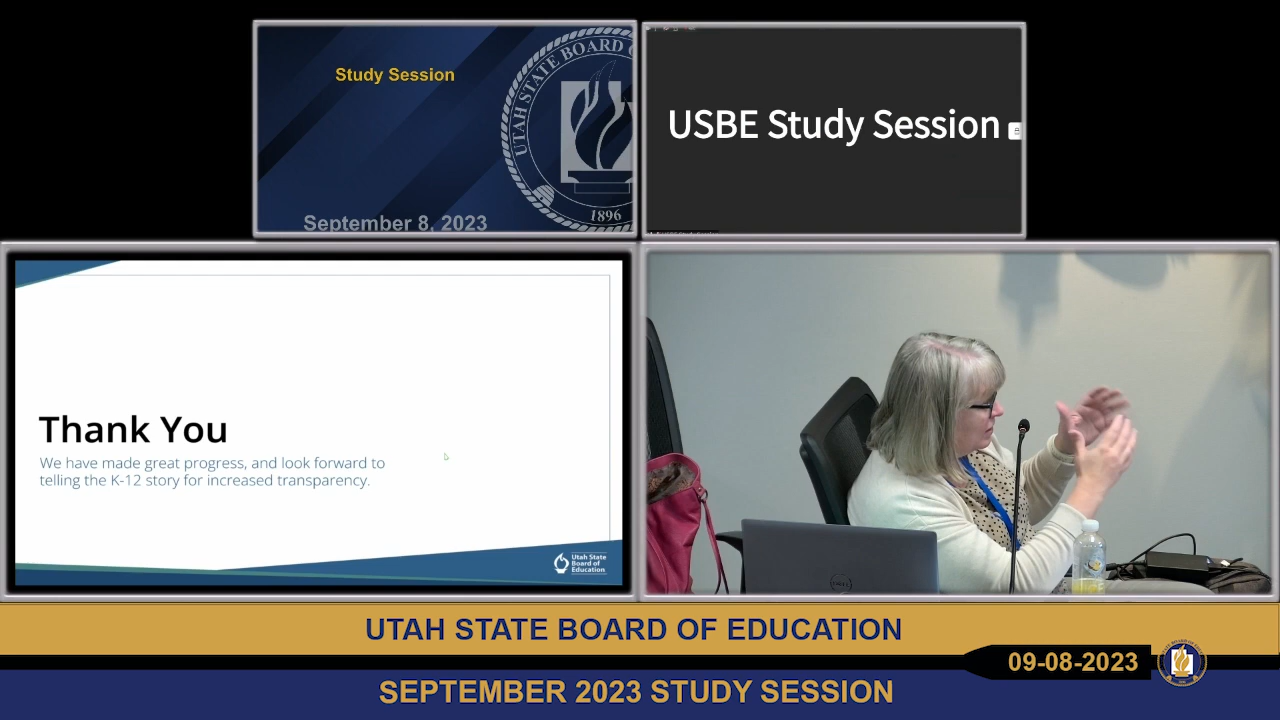 Study Session
UTAH STATE BOARD O
1896
September 8, 2023
USBE Study Session
Thank You
We have made great progress, and look forward to
telling the K-12 story for increased transparency.
Utah State
Board of
Education
DELL
UTAH STATE BOARD OF EDUCATION
09-08-2023
SEPTEMBER 2023 STUDY SESSION